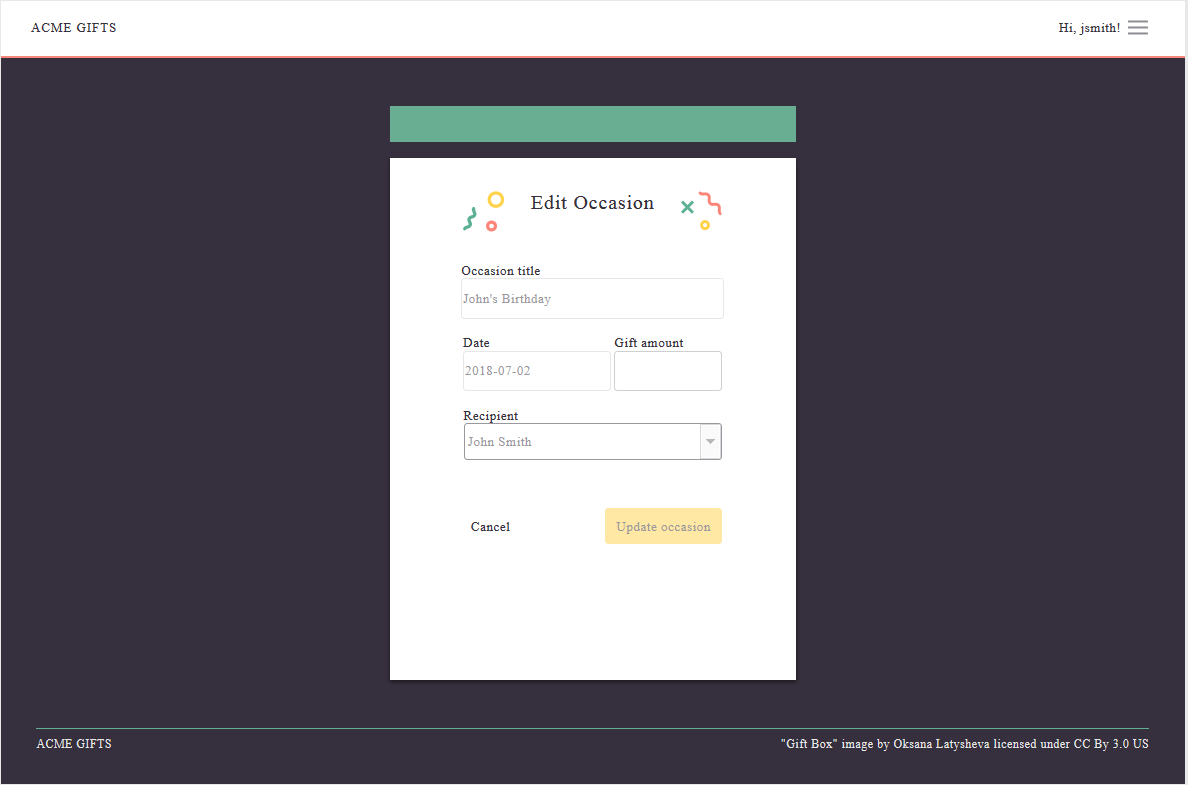 ACME GIFTS
Hi, jsmith!
Edit Occasion
Occasion title
John's Birthday
Date Gift amount
2018-07-02
Recipient
John Smith
Cancel Update occasion
ACME GIFTS "Gift Box" image by Oksana Latysheva licensed under CC By 3.0 US